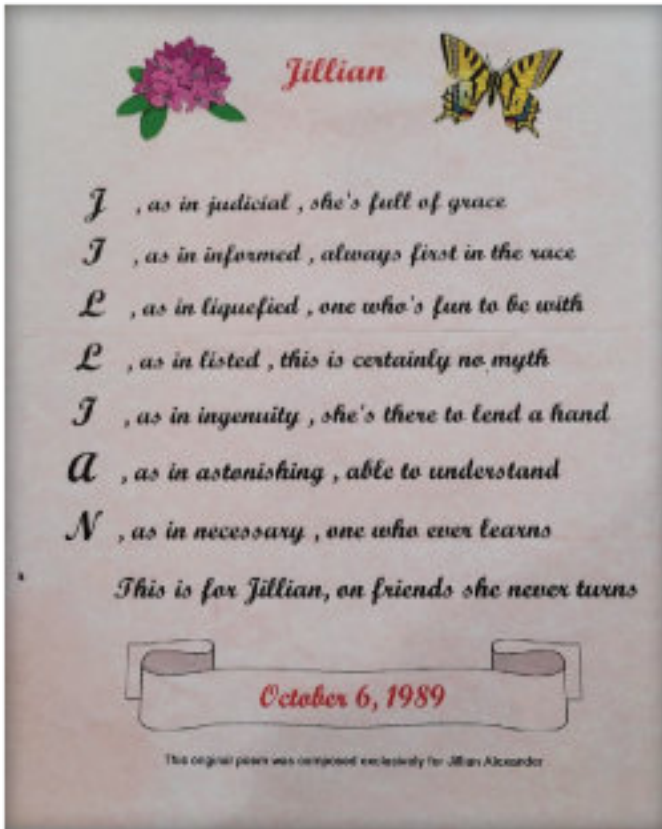 Jillian
J , as in judicial , she's full of grace
I , as in informed , always first in the race
L , as in liquefied , one who's fun to be with
L , as in listed , this is certainly no myth
I , as in ingenuity , she's there to lend a hand
A , as in astonishing , able to understand
N , as in necessary , one who ever learns
This is for Jillian, on friends she never turns
October 6, 1989
This original poem was composed exclusively for Jillian Alexander